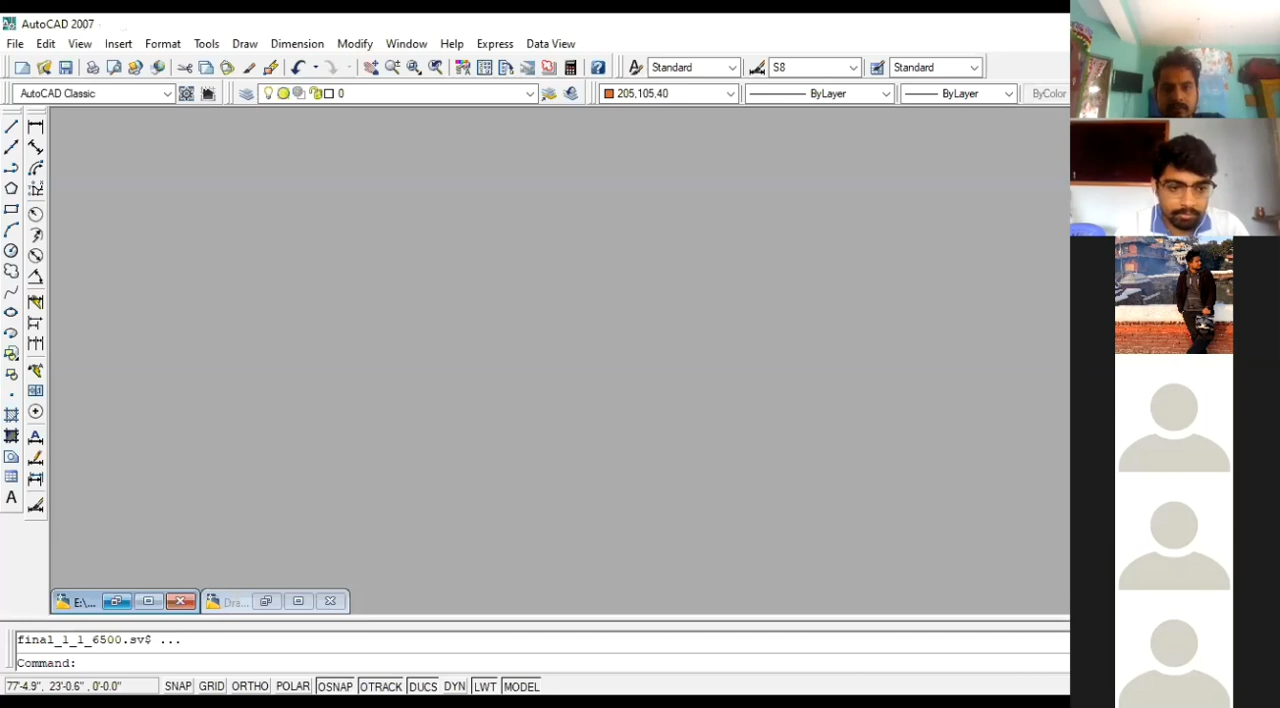 AutoCAD 2007
File Edit View Insert Format Tools Draw Dimension Modify Window Help Express Data View
Standard S8 Standard
AutoCAD Classic 0 205,105,40 ByLayer ByLayer ByColor
A
E:\... Dra...
final_1_1_6500.sv$ ...
Command:
77'-4.9", 23'-0.6" , 0'-0.0" SNAP GRID ORTHO POLAR OSNAP OTRACK DUCS DYN LWT MODEL